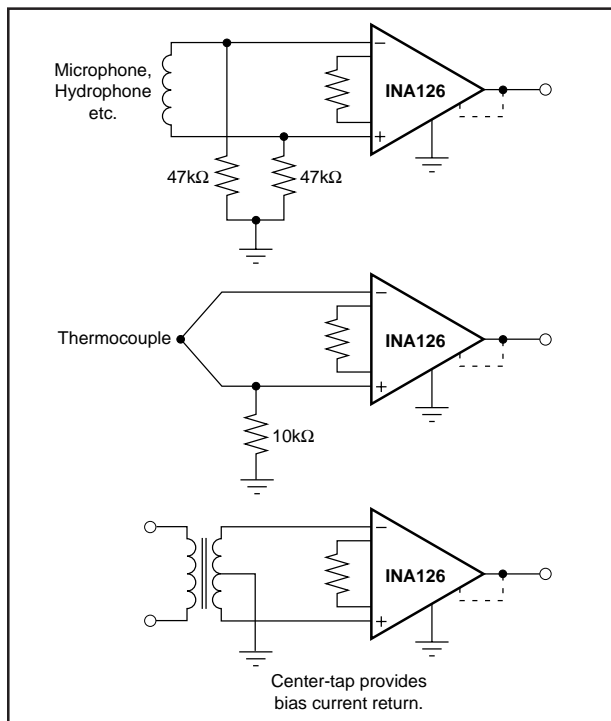 Microphone,
Hydrophone
etc.
−
INA126
+
47kΩ
47kΩ
Thermocouple
−
INA126
+
10kΩ
−
INA126
+
Center-tap provides
bias current return.